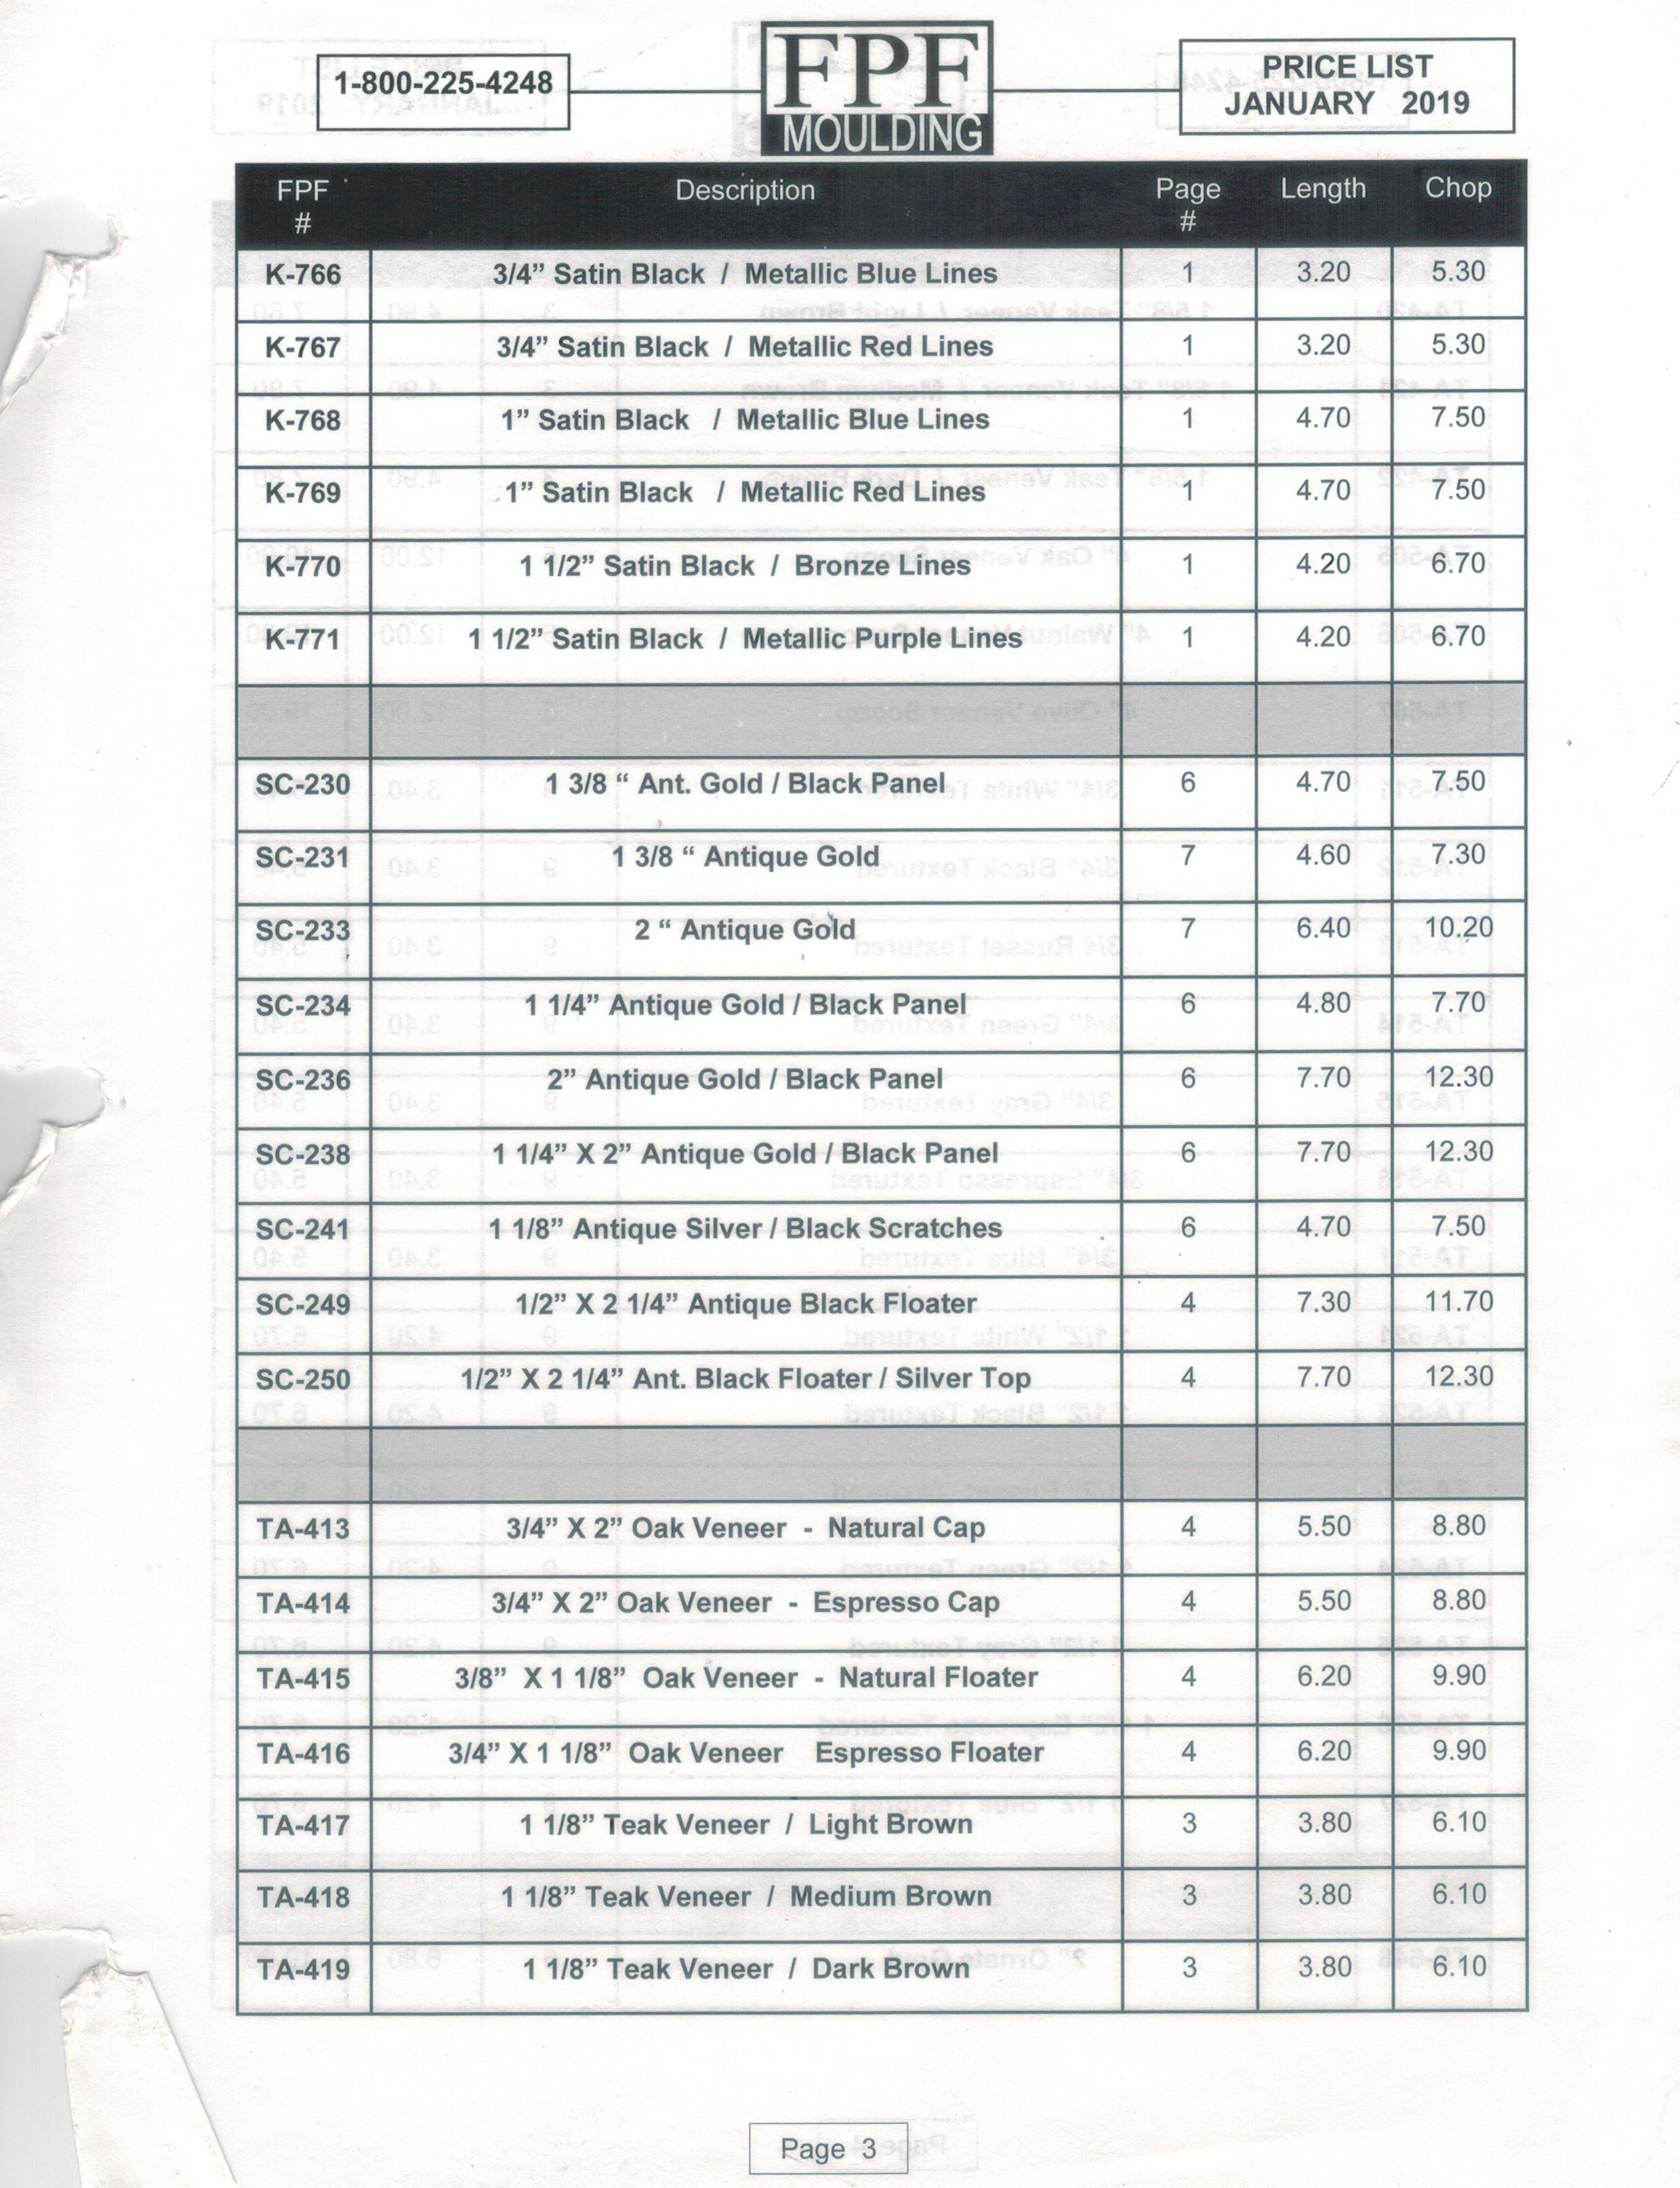 1-800-225-4248
FPF
MOULDING
PRICE LIST
JANUARY 2019
FPF # Description Page # Length Chop
K-766 3/4” Satin Black / Metallic Blue Lines 1 3.20 5.30
K-767 3/4” Satin Black / Metallic Red Lines 1 3.20 5.30
K-768 1” Satin Black / Metallic Blue Lines 1 4.70 7.50
K-769 1” Satin Black / Metallic Red Lines 1 4.70 7.50
K-770 1 1/2” Satin Black / Bronze Lines 1 4.20 6.70
K-771 1 1/2” Satin Black / Metallic Purple Lines 1 4.20 6.70
SC-230 1 3/8 “ Ant. Gold / Black Panel 6 4.70 7.50
SC-231 1 3/8 “ Antique Gold 7 4.60 7.30
SC-233 2 “ Antique Gold 7 6.40 10.20
SC-234 1 1/4” Antique Gold / Black Panel 6 4.80 7.70
SC-236 2” Antique Gold / Black Panel 6 7.70 12.30
SC-238 1 1/4” X 2” Antique Gold / Black Panel 6 7.70 12.30
SC-241 1 1/8” Antique Silver / Black Scratches 6 4.70 7.50
SC-249 1/2” X 2 1/4” Antique Black Floater 4 7.30 11.70
SC-250 1/2” X 2 1/4” Ant. Black Floater / Silver Top 4 7.70 12.30
TA-413 3/4” X 2” Oak Veneer - Natural Cap 4 5.50 8.80
TA-414 3/4” X 2” Oak Veneer - Espresso Cap 4 5.50 8.80
TA-415 3/8” X 1 1/8” Oak Veneer - Natural Floater 4 6.20 9.90
TA-416 3/4” X 1 1/8” Oak Veneer Espresso Floater 4 6.20 9.90
TA-417 1 1/8” Teak Veneer / Light Brown 3 3.80 6.10
TA-418 1 1/8” Teak Veneer / Medium Brown 3 3.80 6.10
TA-419 1 1/8” Teak Veneer / Dark Brown 3 3.80 6.10
Page 3